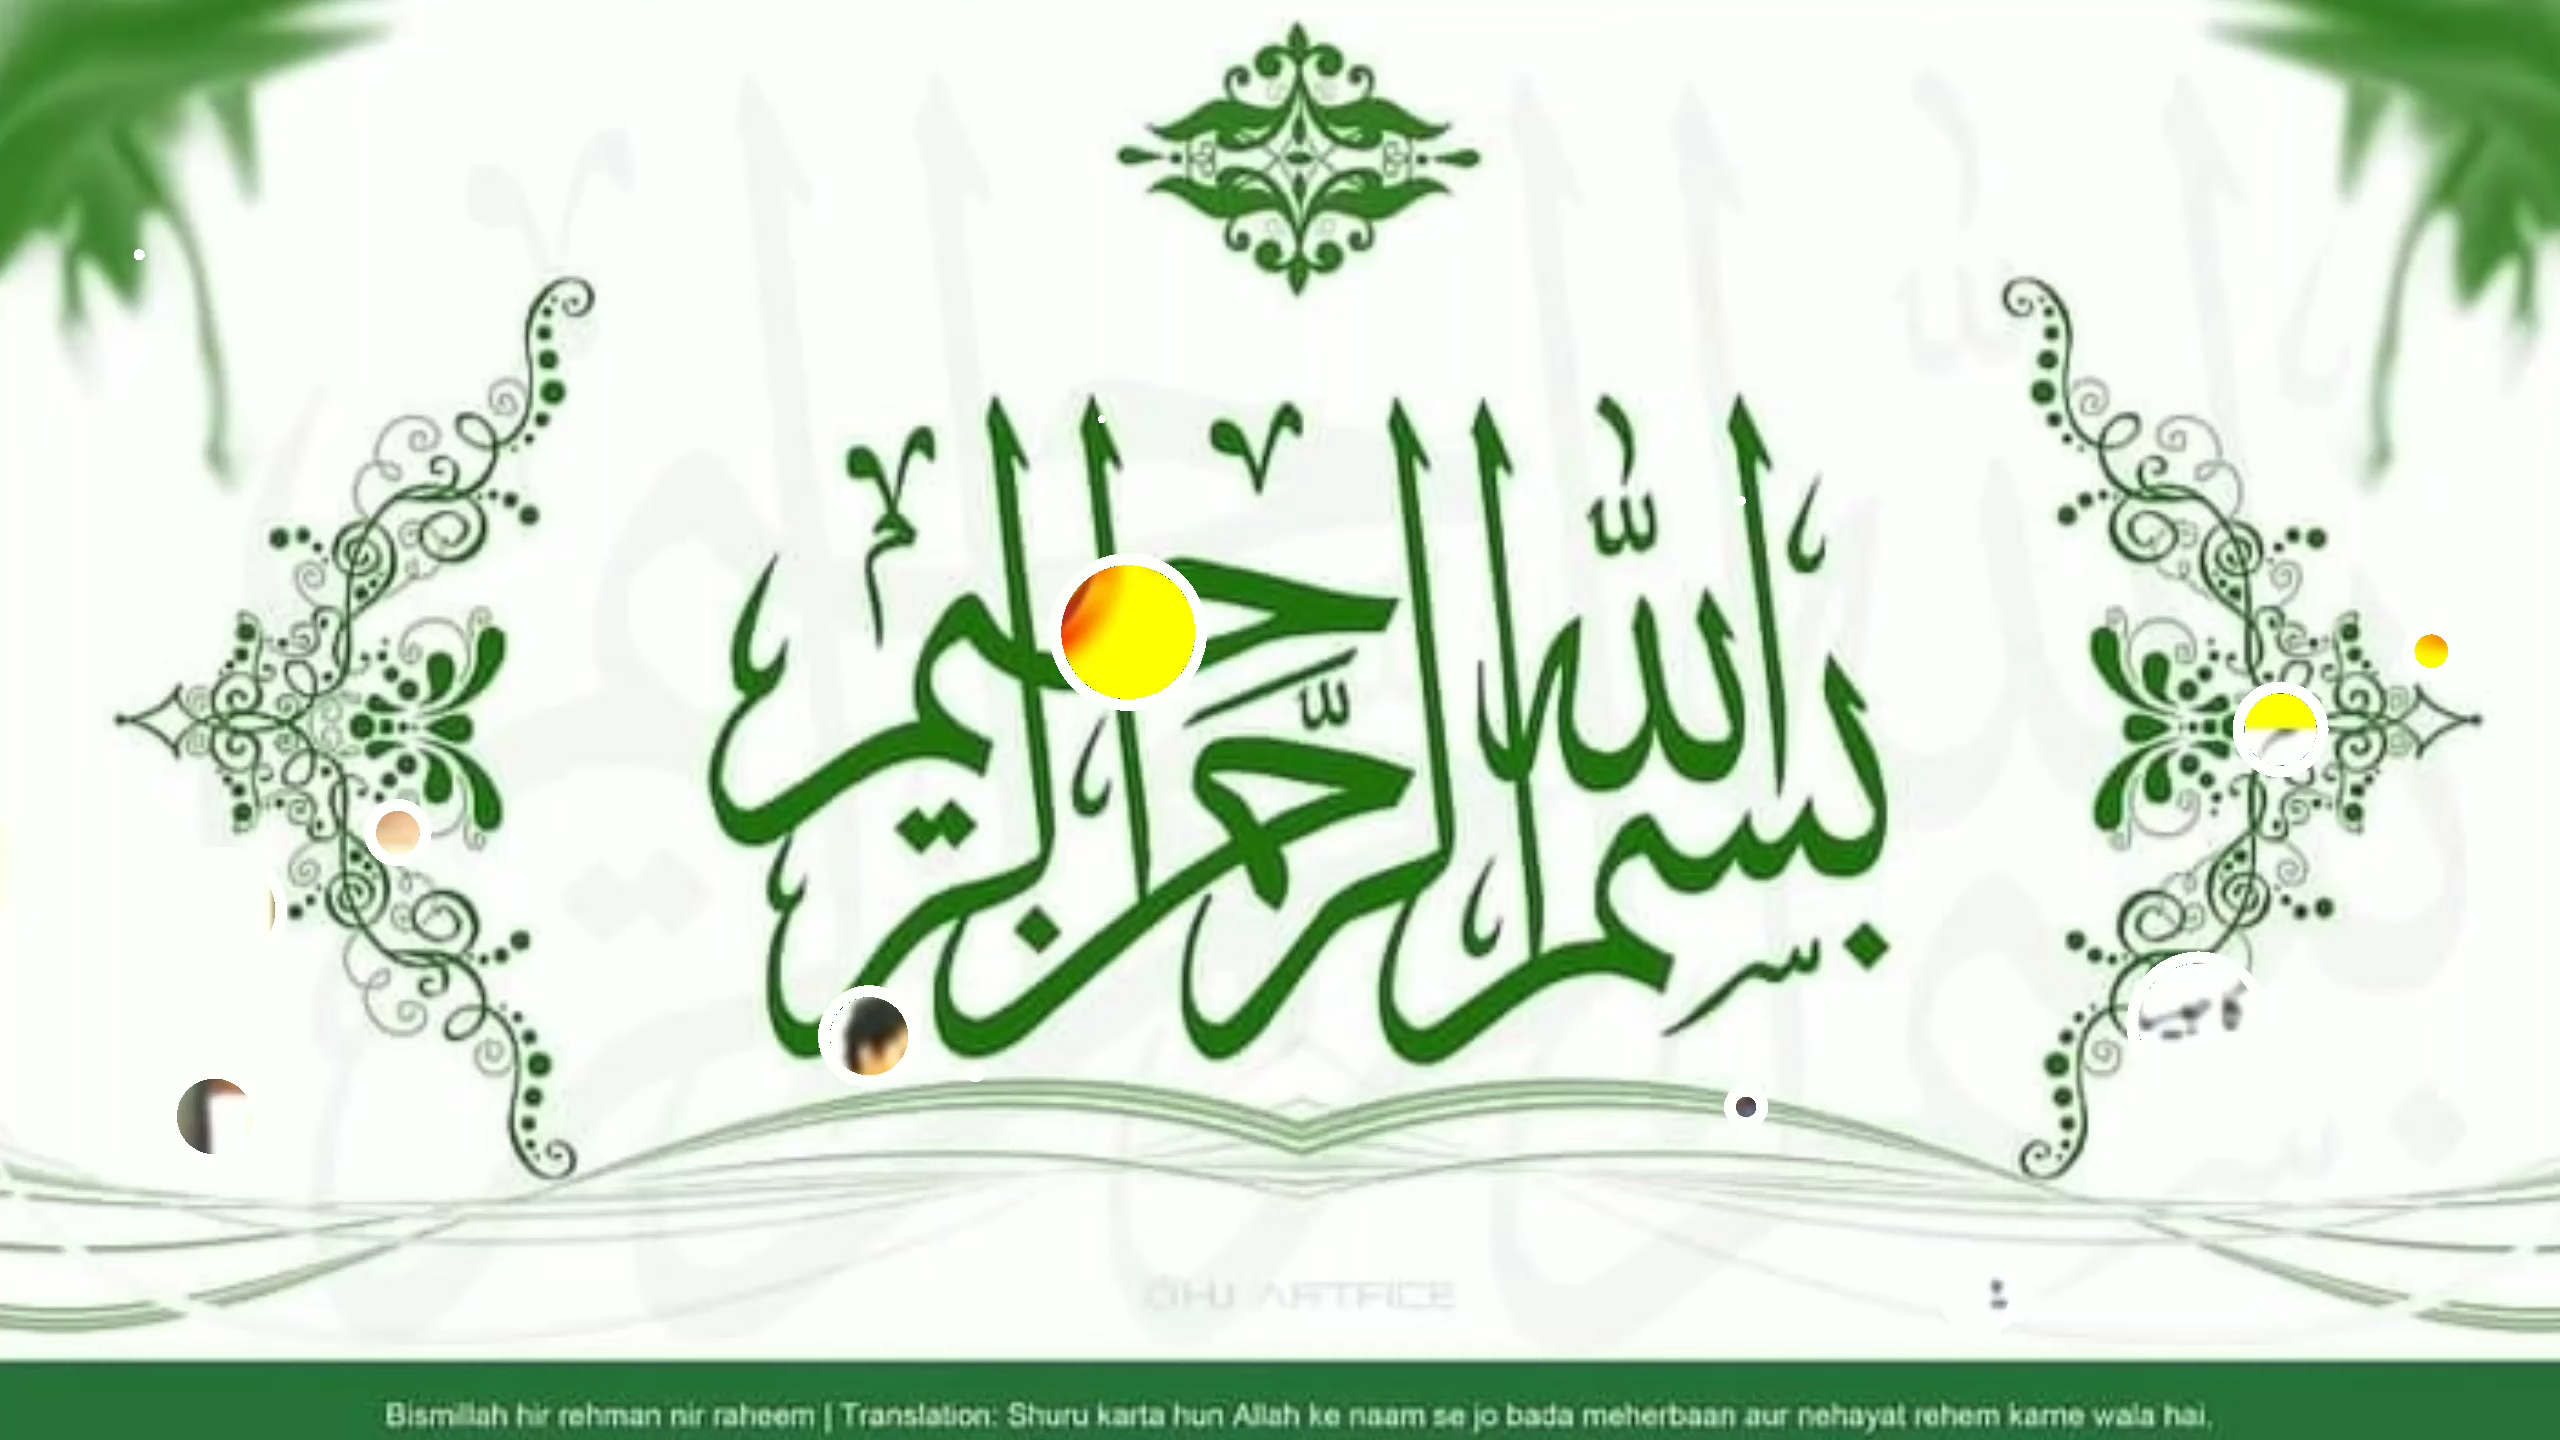 بسم الله الرحمن الرحيم
Bismillah hir rehman nir raheem | Translation: Shuru karta hun Allah ke naam se jo bada meherbaan aur nehayat rehem karne wala hai.